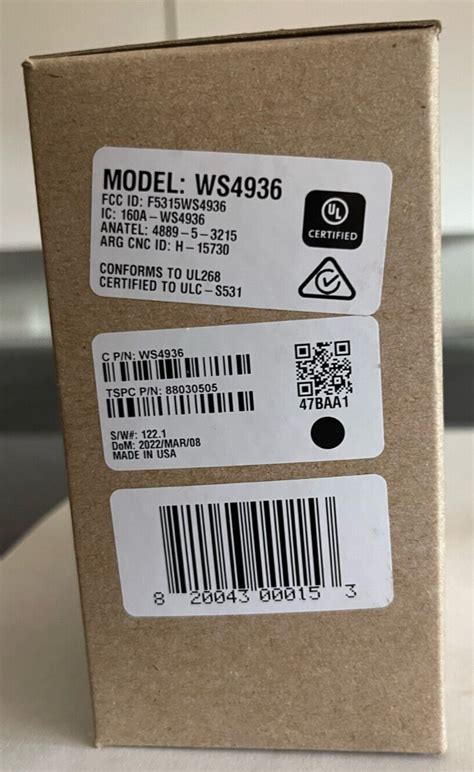 MODEL: WS4936
FCC ID: F5315WS4936
IC: 160A-WS4936
ANATEL: 4889-5-3215
ARG CNC ID: H-15730
UL
CERTIFIED
CONFORMS TO UL268
CERTIFIED TO ULC-S531
C P/N: WS4936
TSPC P/N: 88030505
47BAA1
S/W#: 122.1
DoM: 2022/MAR/08
MADE IN USA
8 20043 00015 3